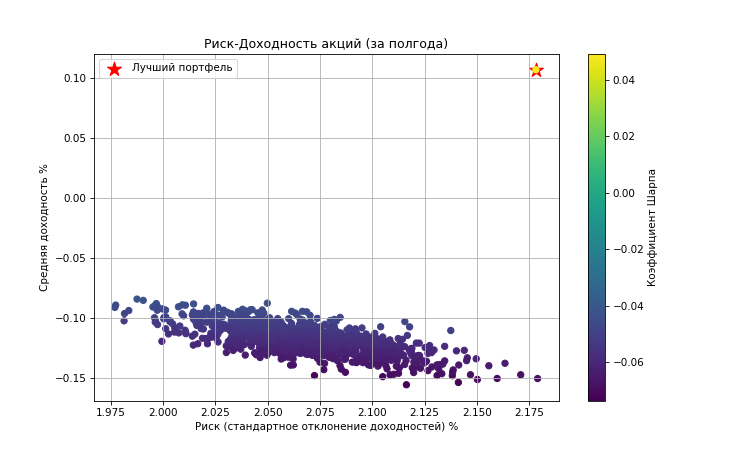 Риск-Доходность акций (за полгода)
Лучший портфель
0.10
0.05
0.00
−0.05
−0.10
−0.15
Средняя доходность %
1.975 2.000 2.025 2.050 2.075 2.100 2.125 2.150 2.175
Риск (стандартное отклонение доходностей) %
0.04
0.02
0.00
−0.02
−0.04
−0.06
Коэффициент Шарпа